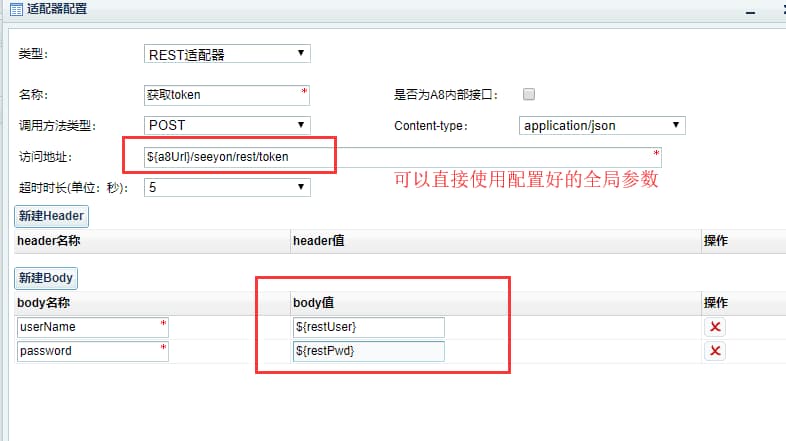 适配器配置
类型：
REST适配器
名称：
获取token
*
是否为A8内部接口：
调用方法类型：
POST
Content-type：
application/json
访问地址：
${a8Url}/seeyon/rest/token
*
超时时长(单位：秒)：
5
可以直接使用配置好的全局参数
新建Header
header名称
header值
操作
新建Body
body名称
body值
操作
userName
*
${restUser}
password
*
${restPwd}